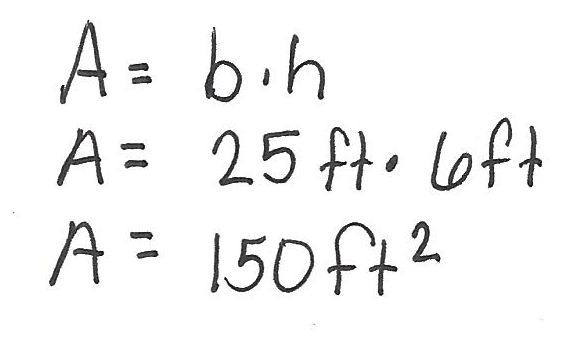 A = b·h
A = 25 ft · 6 ft
A = 150 ft²